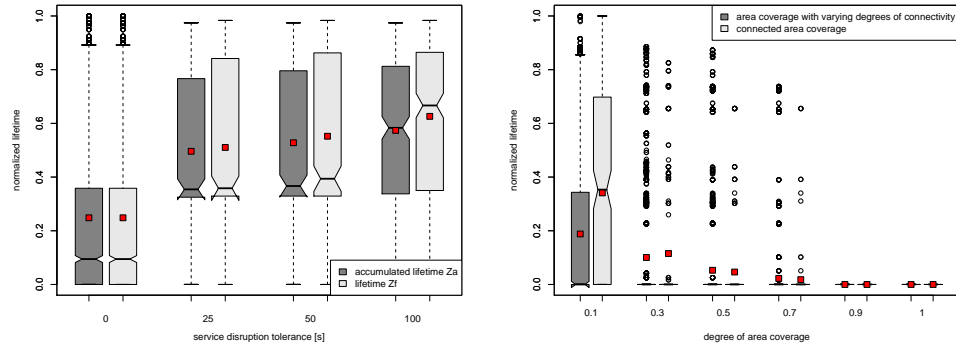 1.0
0.8
0.6
0.4
0.2
0.0
normalized lifetime
accumulated lifetime Za
lifetime Zf
0
25
50
100
service disruption tolerance [s]
1.0
0.8
0.6
0.4
0.2
0.0
normalized lifetime
area coverage with varying degrees of connectivity
connected area coverage
0.1
0.3
0.5
0.7
0.9
1
degree of area coverage